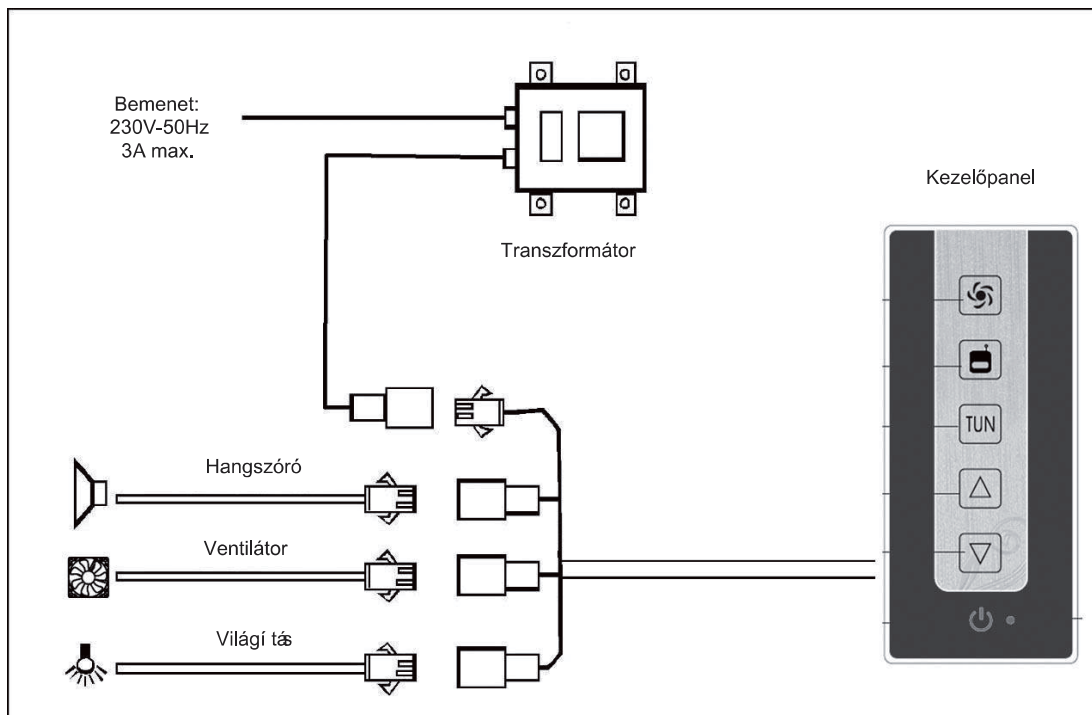 Bemenet:
230V-50Hz
3A max.
Transzformátor
Kezelőpanel
TUN
Hangszóró
Ventilátor
Világí tás